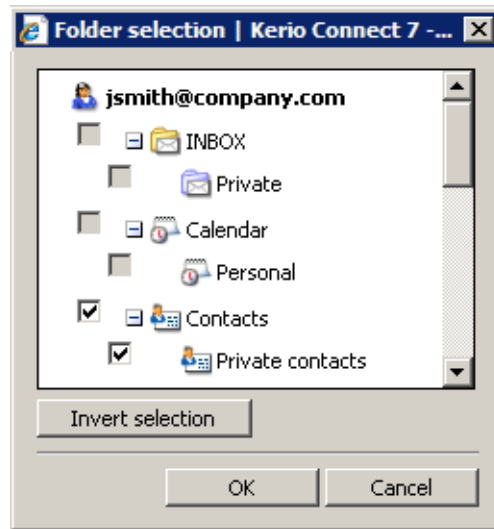 Folder selection | Kerio Connect 7 -...
jsmith@company.com
INBOX
Private
Calendar
Personal
Contacts
Private contacts
Invert selection
OK
Cancel